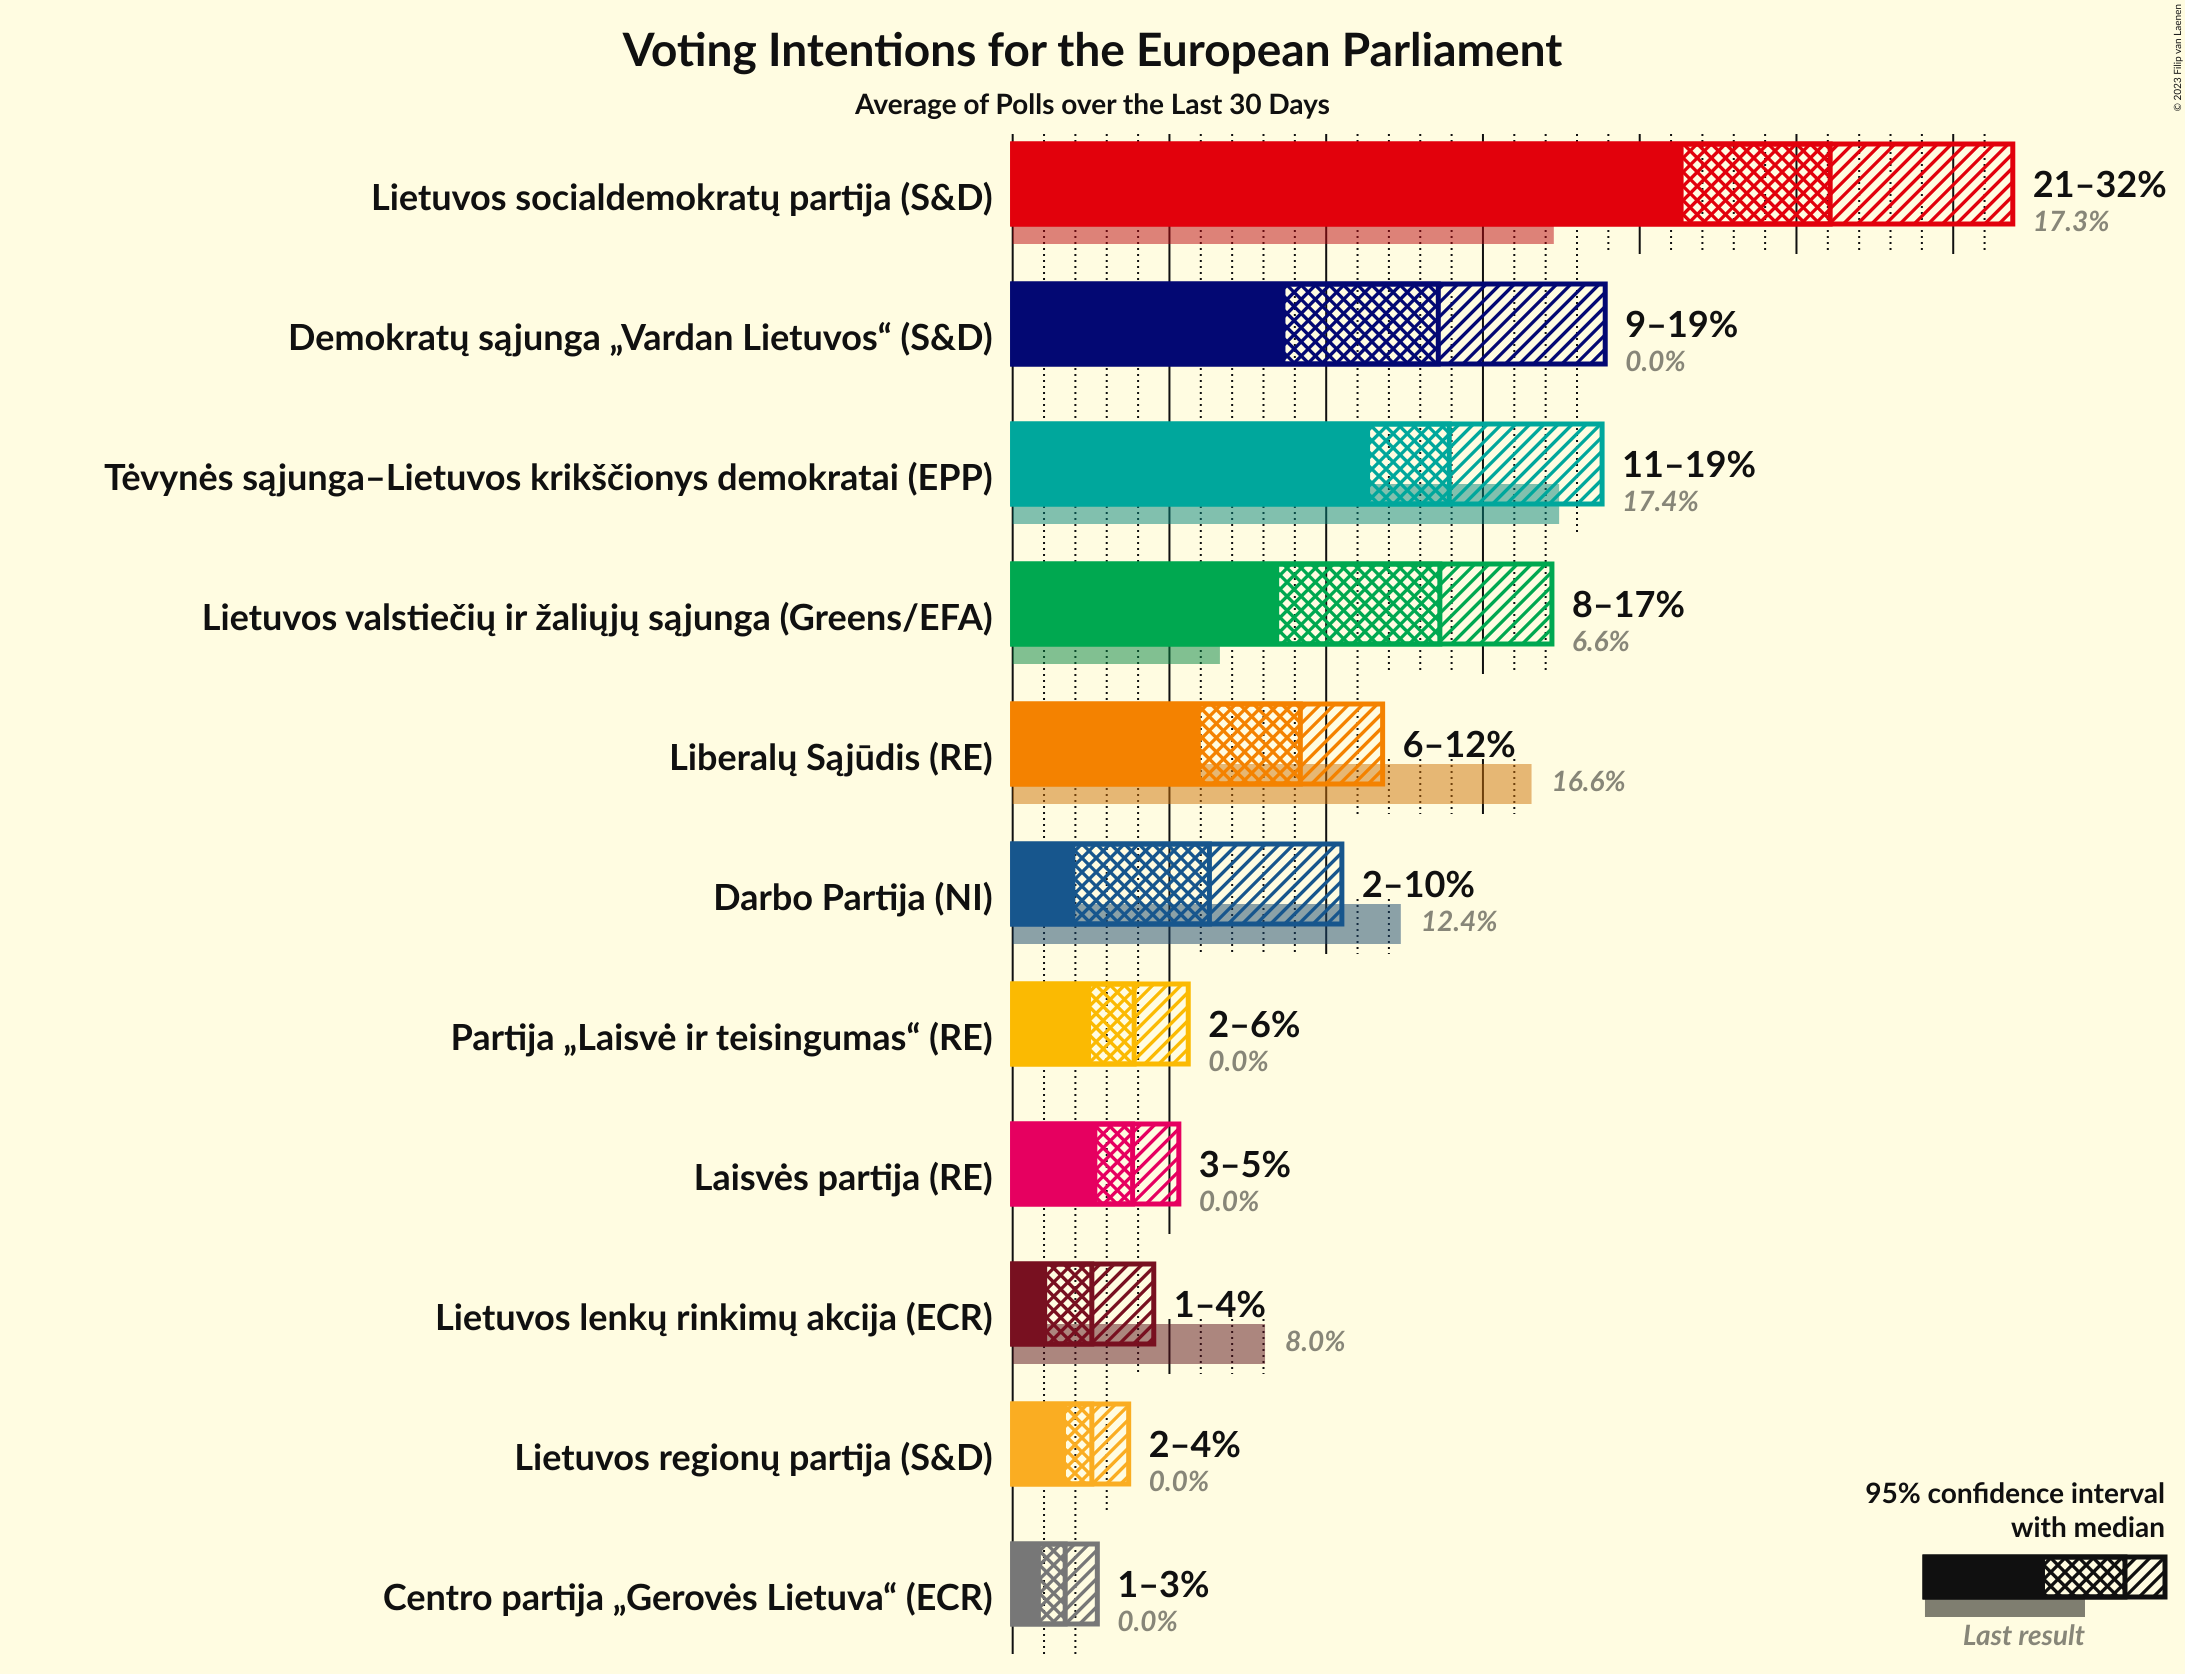 Voting Intentions for the European Parliament
Average of Polls over the Last 30 Days
© 2023 Filip van Laenen
Lietuvos socialdemokratų partija (S&D)
21–32%
17.3%
Demokratų sąjunga „Vardan Lietuvos“ (S&D)
9–19%
0.0%
Tėvynės sąjunga–Lietuvos krikščionys demokratai (EPP)
11–19%
17.4%
Lietuvos valstiečių ir žaliųjų sąjunga (Greens/EFA)
8–17%
6.6%
Liberalų Sąjūdis (RE)
6–12%
16.6%
Darbo Partija (NI)
2–10%
12.4%
Partija „Laisvė ir teisingumas“ (RE)
2–6%
0.0%
Laisvės partija (RE)
3–5%
0.0%
Lietuvos lenkų rinkimų akcija (ECR)
1–4%
8.0%
Lietuvos regionų partija (S&D)
2–4%
0.0%
Centro partija „Gerovės Lietuva“ (ECR)
1–3%
0.0%
95% confidence interval
with median
Last result